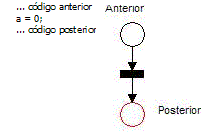 ... código anterior
a = 0;
... código posterior
Anterior
Posterior